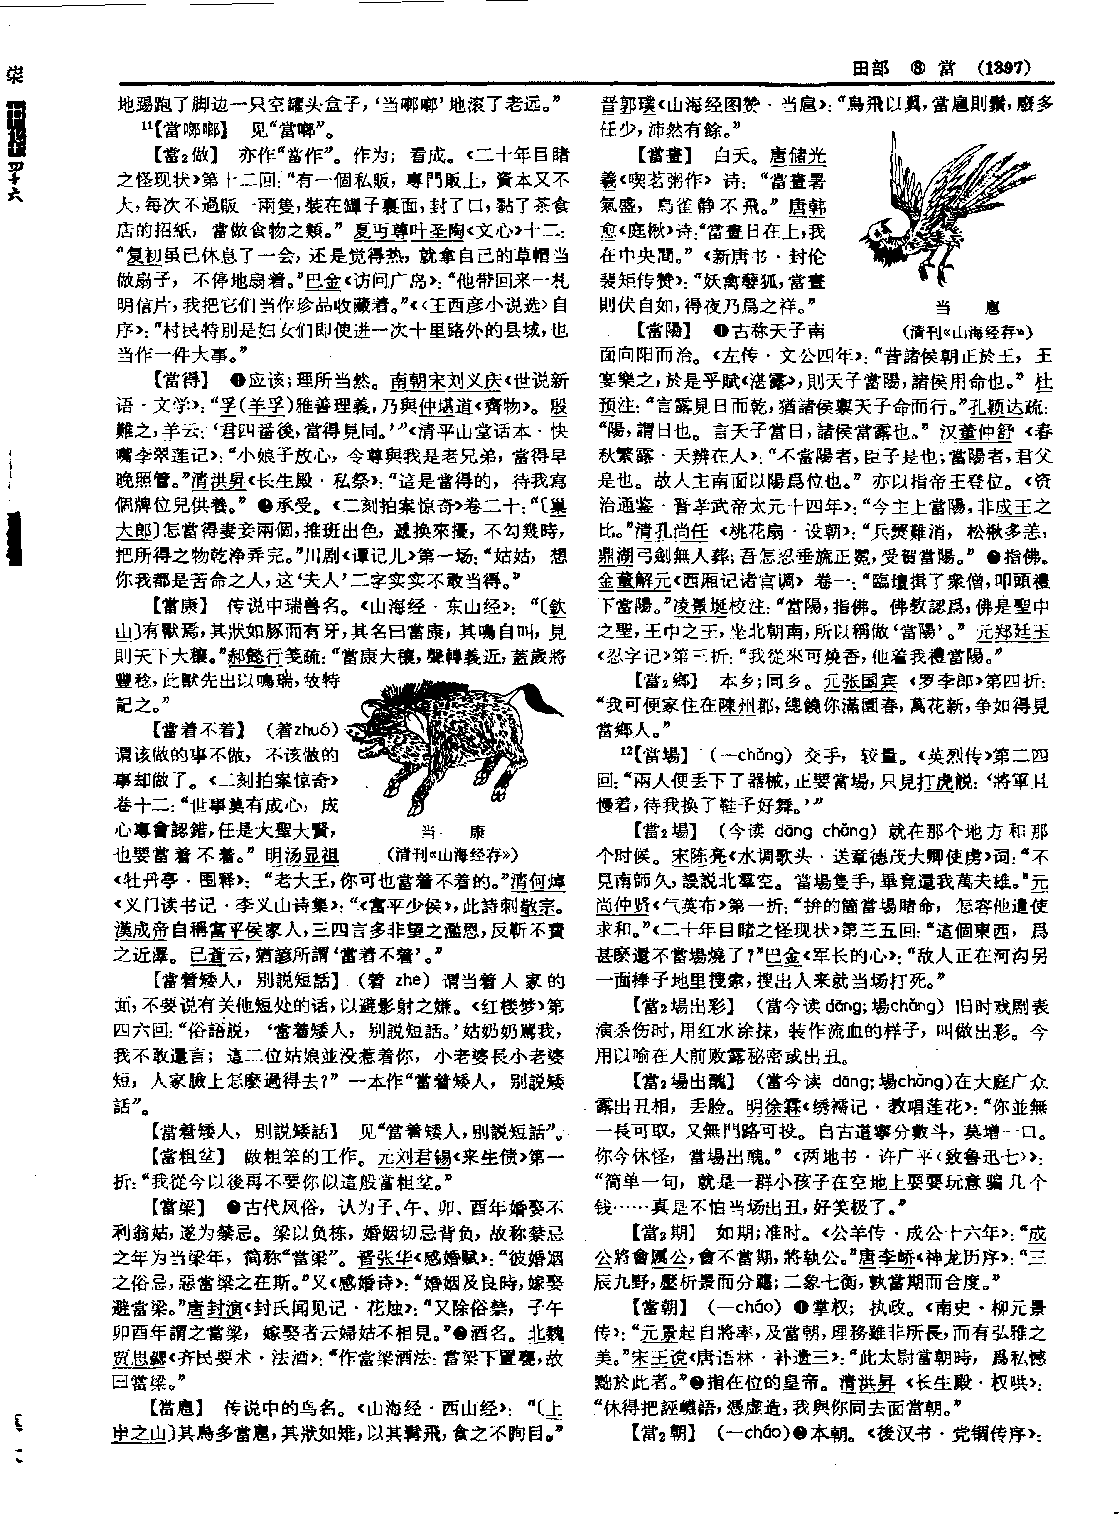 田部 ⑧ 當 (1397)
地踢跑了脚边一只空罐头盒子，‘当啷啷’地滚了老远。”
¹¹【當啷啷】 见“當啷”。
【當₂做】 亦作“當作”。作为；看成。《二十年目睹
之怪现状》第十二回：“有一個私販，專門販土，資本又不
大，每次不過販一兩隻，裝在罈子裏面，封了口，黏了茶食
店的招紙，當做食物之類。”夏丏尊叶圣陶《文心》十二：
“复初虽已休息了一会，还是觉得热，就拿自己的草帽当
做扇子，不停地扇着。”巴金《访问广岛》：“他带回来一札
明信片，我把它们当作珍品收藏着。”《〈王西彦小说选〉自
序》：“村民特别是妇女们即使进一次十里路外的县城，也
当作一件大事。”
【當得】 ❶应该；理所当然。南朝宋刘义庆《世说新
语·文学》：“孚(羊孚)雅善理義，乃與仲堪道《齊物》。殷
難之，羊云：‘君四番後，當得見同。’”《清平山堂话本·快
嘴李翠莲记》：“小娘子放心，令尊與我是老兄弟，當得早
晚照管。”清洪昇《长生殿·私祭》：“這是當得的，待我寫
個牌位兒供養。”❷承受。《二刻拍案惊奇》卷二十：“〔巢
大郎〕怎當得妻妾兩個，推班出色，遞换來擾，不勾幾時，
把所得之物乾净弄完。”川剧《谭记儿》第一场：“姑姑，想
你我都是苦命之人，这‘夫人’二字实实不敢当得。”
【當康】 传说中瑞兽名。《山海经·东山经》：“〔欽
山〕有獸焉，其狀如豚而有牙，其名曰當康，其鳴自叫，見
則天下大穰。”郝懿行笺疏：“當康大穰，聲轉義近，蓋歲將
豐稔，此獸先出以鳴瑞，故特
記之。”
【當着不着】 (着zhuó)
谓该做的事不做，不该做的
事却做了。《二刻拍案惊奇》
卷十二：“世事莫有成心，成
心專會認錯，任是大聖大賢，
也要當着不着。”明汤显祖
当 康
(清刊《山海经存》)
《牡丹亭·围释》：“老大王，你可也當着不着的。”清何焯
《义门读书记·李义山诗集》：“《富平少侯》，此詩刺敬宗。
漢成帝自稱富平侯家人，三四言多非望之濫恩，反靳不貲
之近澤。已蒼云，猶諺所謂‘當着不着’。”
【當着矮人，别説短話】 (着 zhe) 谓当着人家的
面，不要说有关他短处的话，以避影射之嫌。《红楼梦》第
四六回：“俗語説，‘當着矮人，别説短話。’姑奶奶罵我，
我不敢還言；這二位姑娘並没惹着你，小老婆長小老婆
短，人家臉上怎麽過得去？”一本作“當着矮人，别説矮
話”。
【當着矮人，别説矮話】 见“當着矮人，别説短話”。
【當粗坌】 做粗笨的工作。元刘君锡《来生债》第一
折：“我從今以後再不要你似這般當粗坌。”
【當梁】 ❶古代风俗，认为子、午、卯、酉年婚娶不
利翁姑，遂为禁忌。梁以负栋，婚姻切忌背负，故称禁忌
之年为当梁年，简称“當梁”。晋张华《感婚赋》：“彼婚姻
之俗忌，惡當梁之在斯。”又《感婚诗》：“婚姻及良時，嫁娶
避當梁。”唐封演《封氏闻见记·花烛》：“又除俗禁，子午
卯酉年謂之當梁，嫁娶者云婦姑不相見。”❷酒名。北魏
贾思勰《齐民要术·法酒》：“作當梁酒法：當梁下置甕，故
曰當梁。”
【當扈】 传说中的鸟名。《山海经·西山经》：“〔上
申之山〕其鳥多當扈，其狀如雉，以其髯飛，食之不眴目。”
晋郭璞《山海经图赞·当扈》：“鳥飛以翼，當扈則鬚，廢多
任少，沛然有餘。”
【當晝】 白天。唐储光
羲《喫茗粥作》诗：“當晝暑
氣盛，鳥雀静不飛。”唐韩
愈《庭楸》诗：“當晝日在上，我
在中央間。”《新唐书·封伦
裴矩传赞》：“妖禽孽狐，當晝
則伏自如，得夜乃爲之祥。”
当 扈
(清刊《山海经存》)
【當陽】 ❶古称天子南
面向阳而治。《左传·文公四年》：“昔諸侯朝正於王，王
宴樂之，於是乎賦《湛露》，則天子當陽，諸侯用命也。”杜
预注：“言露見日而乾，猶諸侯禀天子命而行。”孔颖达疏：
“陽，謂日也。言天子當日，諸侯當露也。”汉董仲舒《春
秋繁露·天辨在人》：“不當陽者，臣子是也；當陽者，君父
是也。故人主南面以陽爲位也。”亦以指帝王登位。《资
治通鉴·晋孝武帝太元十四年》：“今主上當陽，非成王之
比。”清孔尚任《桃花扇·设朝》：“兵燹難消，松楸多恙，
鼎湖弓劍無人葬；吾怎忍垂旒正冕，受賀當陽。”❷指佛。
金董解元《西厢记诸宫调》卷一：“臨壇揖了衆僧，叩頭禮
下當陽。”凌景埏校注：“當陽，指佛。佛教認爲，佛是聖中
之聖，王中之王，坐北朝南，所以稱做‘當陽’。”元郑廷玉
《忍字记》第三折：“我從來可燒香，他着我禮當陽。”
【當₂鄉】 本乡；同乡。元张国宾《罗李郎》第四折：
“我可便家住在陳州郡，總饒你滿園春，萬花新，争如得見
當鄉人。”
¹²【當場】 (—chǎng) 交手，较量。《英烈传》第二四
回：“兩人便丢下了器械，正要當場，只見打虎説：‘將軍且
慢着，待我换了鞋子好舞。’”
【當₂場】 (今读 dāng chǎng) 就在那个地方和那
个时候。宋陈亮《水调歌头·送章德茂大卿使虏》词：“不
見南師久，謾説北羣空。當場隻手，畢竟還我萬夫雄。”元
尚仲贤《气英布》第一折：“拚的箇當場賭命，怎容他遣使
求和。”《二十年目睹之怪现状》第三五回：“這個東西，爲
甚麽還不當場燒了？”巴金《军长的心》：“敌人正在河勾另
一面棒子地里搜索，搜出人来就当场打死。”
【當₂場出彩】 (當今读 dāng；場chǎng) 旧时戏剧表
演杀伤时，用红水涂抹，装作流血的样子，叫做出彩。今
用以喻在人前败露秘密或出丑。
【當₂場出醜】 (當今读 dāng；場chǎng) 在大庭广众
露出丑相，丢脸。明徐霖《绣襦记·教唱莲花》：“你並無
一長可取，又無門路可投。自古道寧分數斗，莫增一口。
你今休怪，當場出醜。”《两地书·许广平〈致鲁迅七〉》：
“简单一句，就是一群小孩子在空地上耍耍玩意骗几个
钱……真是不怕当场出丑，好笑极了。”
【當₂期】 如期；准时。《公羊传·成公十六年》：“成
公將會厲公，會不當期，將執公。”唐李峤《神龙历序》：“三
辰九野，歷析景而分躔；二象七衡，執當期而合度。”
【當朝】 (—cháo) ❶掌权；执政。《南史·柳元景
传》：“元景起自將率，及當朝，理務雖非所長，而有弘雅之
美。”宋王谠《唐语林·补遗三》：“此太尉當朝時，爲私憾
黜於此者。”❷指在位的皇帝。清洪昇《长生殿·权哄》：
“休得把誣衊語，憑虚造，我與你同去面當朝。”
【當₂朝】 (—cháo)❶本朝。《後汉书·党锢传序》：